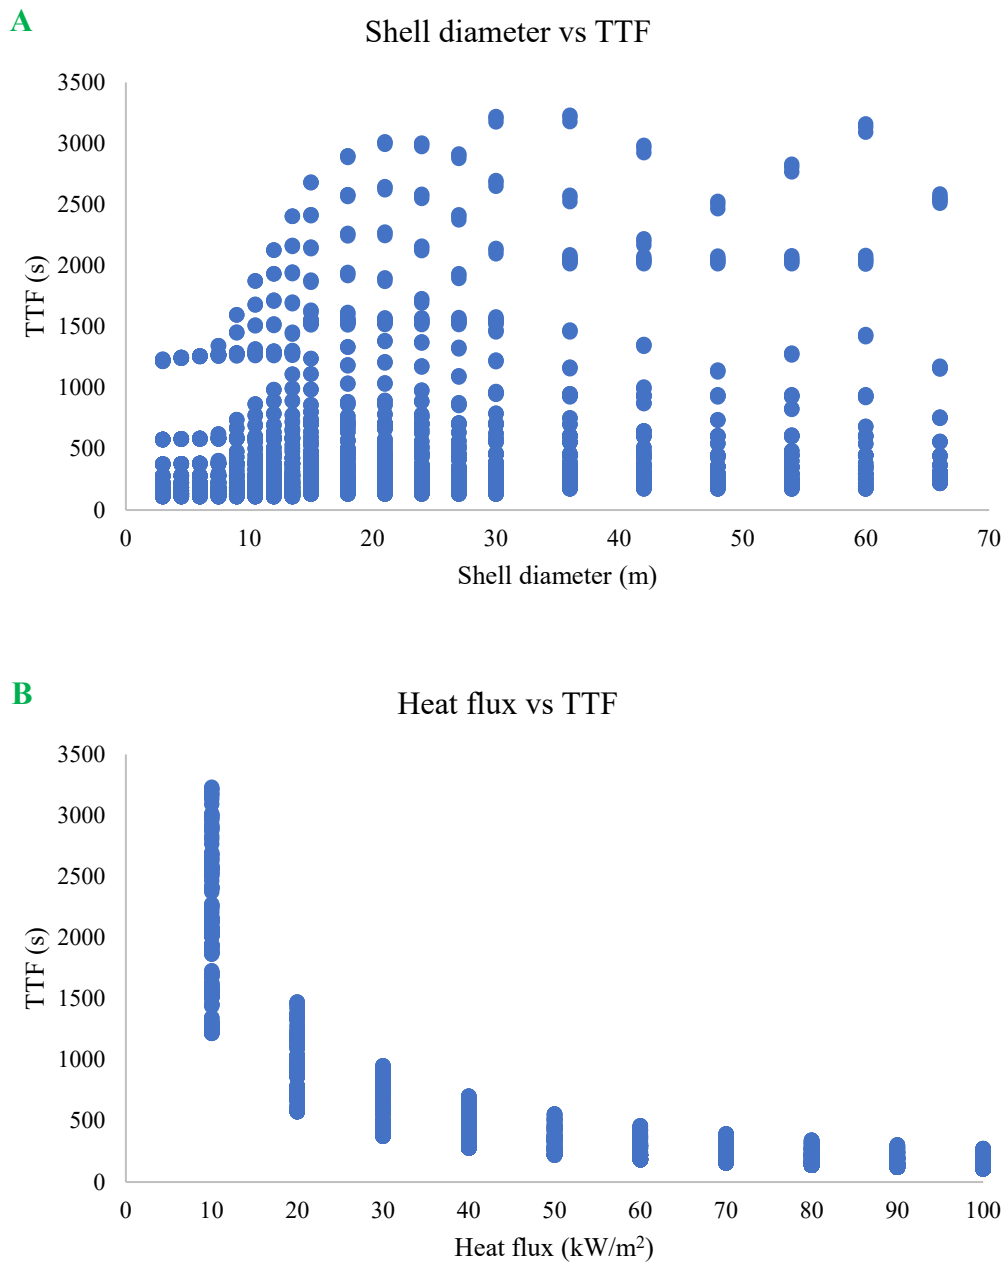 A
Shell diameter vs TTF
3500
3000
2500
2000
1500
1000
500
0
TTF (s)
0 10 20 30 40 50 60 70
Shell diameter (m)
B
Heat flux vs TTF
3500
3000
2500
2000
1500
1000
500
0
TTF (s)
0 10 20 30 40 50 60 70 80 90 100
Heat flux (kW/m²)